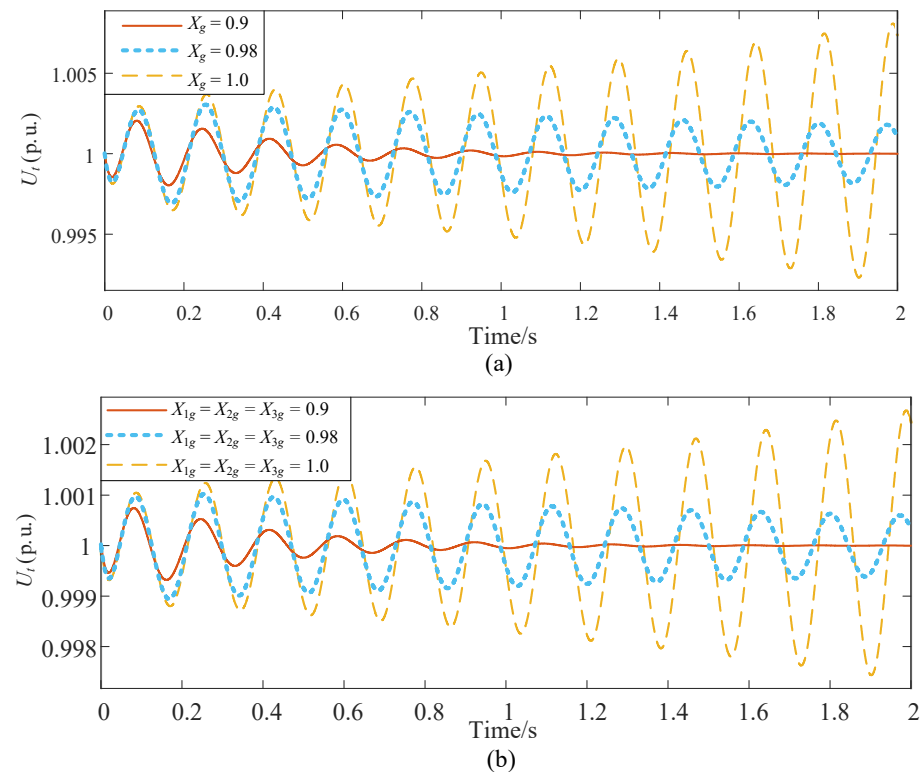 X_g = 0.9
X_g = 0.98
X_g = 1.0
1.005
1
0.995
U_t (p.u.)
0 0.2 0.4 0.6 0.8 1 1.2 1.4 1.6 1.8 2
Time/s
(a)
X_1g = X_2g = X_3g = 0.9
X_1g = X_2g = X_3g = 0.98
X_1g = X_2g = X_3g = 1.0
1.002
1.001
1
0.999
0.998
U_t (p.u.)
0 0.2 0.4 0.6 0.8 1 1.2 1.4 1.6 1.8 2
Time/s
(b)